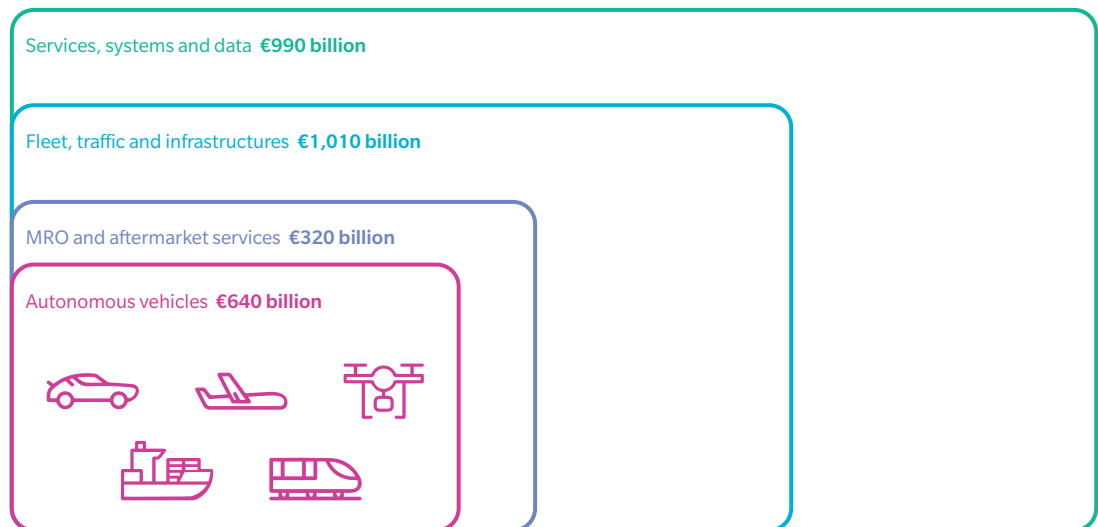 Services, systems and data €990 billion
Fleet, traffic and infrastructures €1,010 billion
MRO and aftermarket services €320 billion
Autonomous vehicles €640 billion